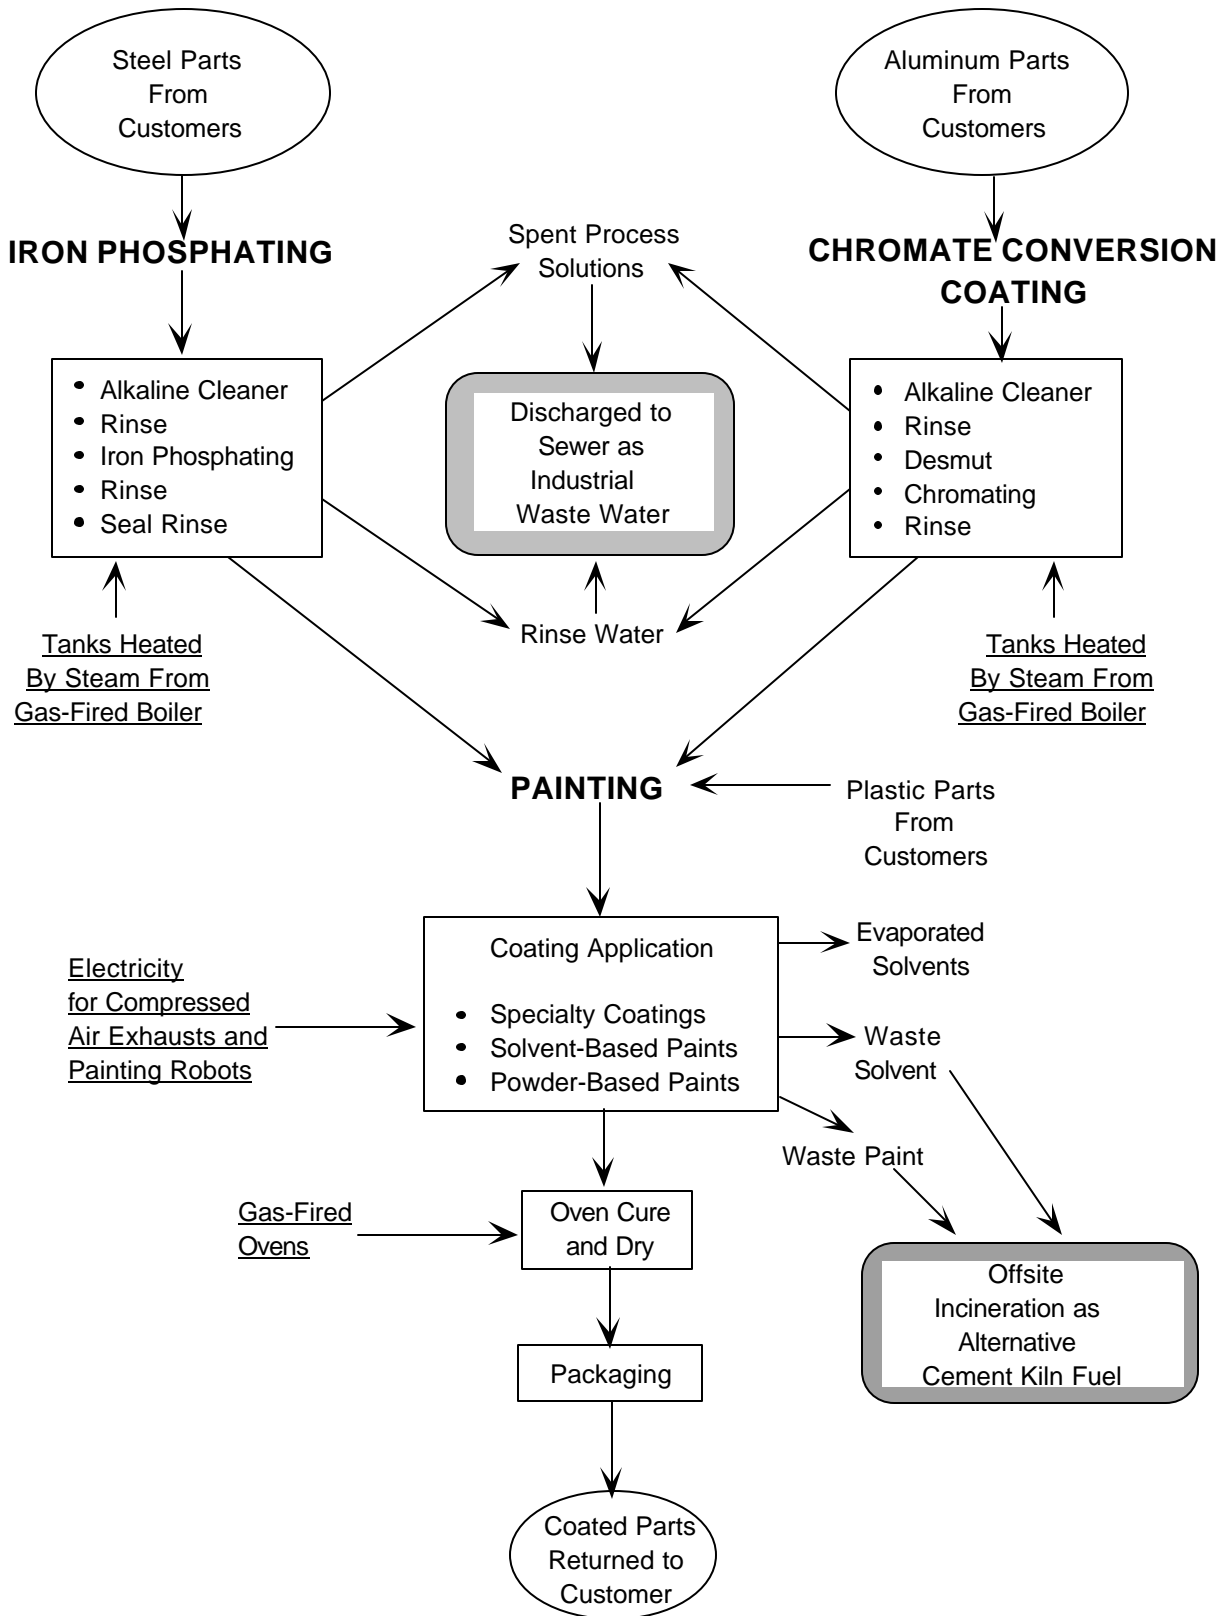 Steel Parts
From
Customers
Aluminum Parts
From
Customers
IRON PHOSPHATING
Spent Process
Solutions
CHROMATE CONVERSION
COATING
• Alkaline Cleaner
• Rinse
• Iron Phosphating
• Rinse
• Seal Rinse
Discharged to
Sewer as
Industrial
Waste Water
• Alkaline Cleaner
• Rinse
• Desmut
• Chromating
• Rinse
Tanks Heated
By Steam From
Gas-Fired Boiler
Rinse Water
Tanks Heated
By Steam From
Gas-Fired Boiler
PAINTING
Plastic Parts
From
Customers
Electricity
for Compressed
Air Exhausts and
Painting Robots
Coating Application
• Specialty Coatings
• Solvent-Based Paints
• Powder-Based Paints
Evaporated
Solvents
Waste
Solvent
Waste Paint
Gas-Fired
Ovens
Oven Cure
and Dry
Offsite
Incineration as
Alternative
Cement Kiln Fuel
Packaging
Coated Parts
Returned to
Customer